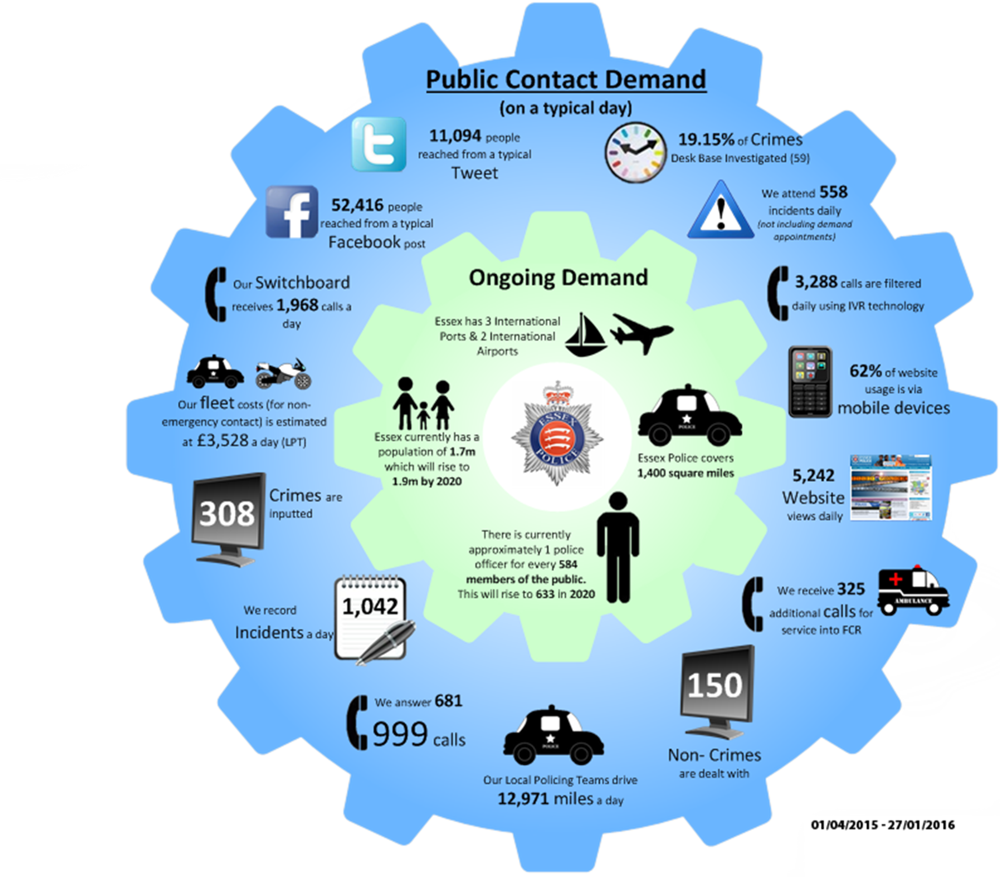 Public Contact Demand
(on a typical day)
11,094 people
reached from a typical
Tweet
19.15% of Crimes
Desk Base Investigated (59)
52,416 people
reached from a typical
Facebook post
We attend 558
incidents daily
(not including demand
appointments)
Our Switchboard
receives 1,968 calls a
day
3,288 calls are filtered
daily using IVR technology
Our fleet costs (for non-
emergency contact) is estimated
at £3,528 a day (LPT)
62% of website
usage is via
mobile devices
308
Crimes are
inputted
5,242
Website
views daily
We record
Incidents a day
1,042
We receive 325
additional calls for
service into FCR
AMBULANCE
We answer 681
999 calls
POLICE
Our Local Policing Teams drive
12,971 miles a day
150
Non- Crimes
are dealt with
Ongoing Demand
Essex has 3 International
Ports & 2 International
Airports
Essex currently has a
population of 1.7m
which will rise to
1.9m by 2020
ESSEX
POLICE
POLICE
Essex Police covers
1,400 square miles
There is currently
approximately 1 police
officer for every 584
members of the public.
This will rise to 633 in 2020
01/04/2015 - 27/01/2016